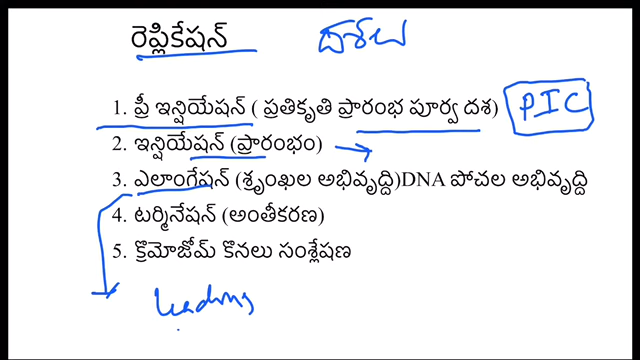 రెప్లికేషన్ దశలు
1. ప్రీ ఇన్షియేషన్ ( ప్రతికృతి ప్రారంభ పూర్వ దశ) PIC
2. ఇన్షియేషన్ (ప్రారంభం)
3. ఎలాంగేషన్ (శృంఖల అభివృద్ది)DNA పోచల అభివృద్ది
4. టర్మినేషన్ (అంతీకరణ)
5. క్రొమోజోమ్ కొనలు సంశ్లేషణ
leading